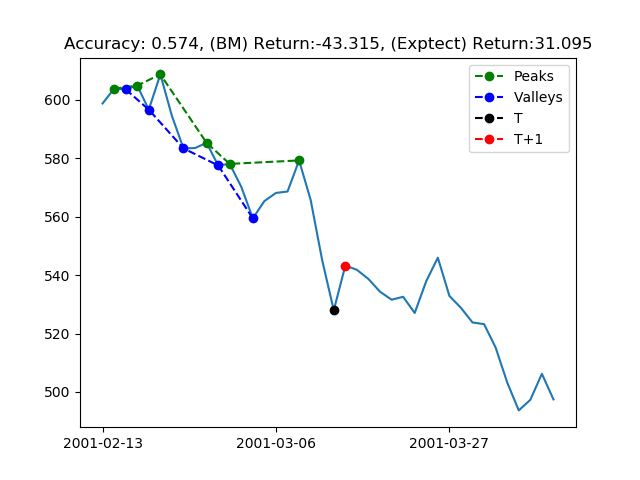 Accuracy: 0.574, (BM) Return:-43.315, (Exptect) Return:31.095
Peaks
Valleys
T
T+1
600
580
560
540
520
500
2001-02-13
2001-03-06
2001-03-27